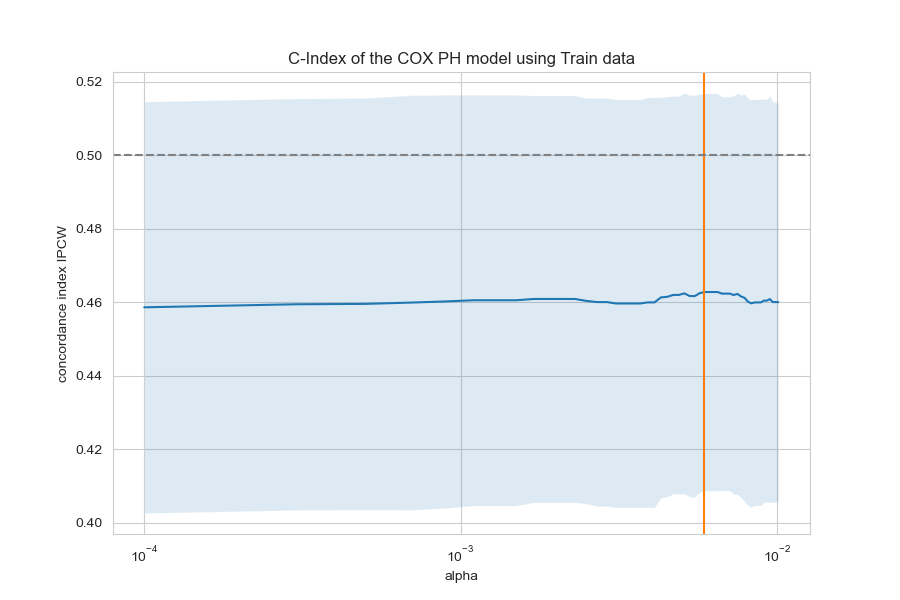 C-Index of the COX PH model using Train data
0.52
0.50
0.48
0.46
0.44
0.42
0.40
concordance index IPCW
10⁻⁴ 10⁻³ 10⁻²
alpha